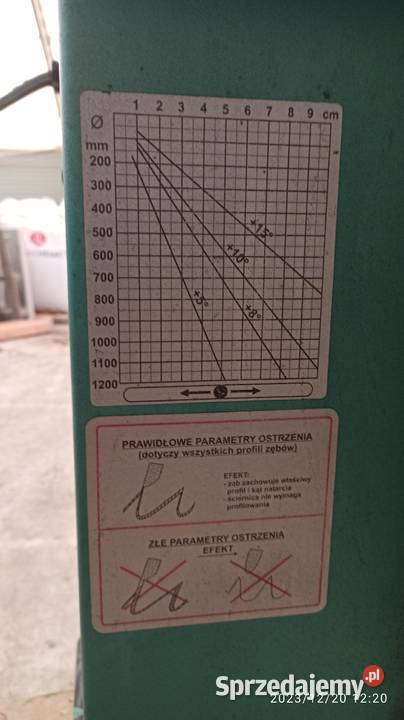 1 2 3 4 5 6 7 8 9 cm
Ø
mm
200
300
400
500
600
700
800
900
1000
1100
1200
+15°
+10°
+8°
+5°
PRAWIDŁOWE PARAMETRY OSTRZENIA
(dotyczy wszystkich profili zębów)
EFEKT:
- ząb zachowuje właściwy
profil i kąt natarcia
- ściernica nie wymaga
profilowania
ZŁE PARAMETRY OSTRZENIA
EFEKT
Sprzedajemy.pl
2023/12/20 12:20